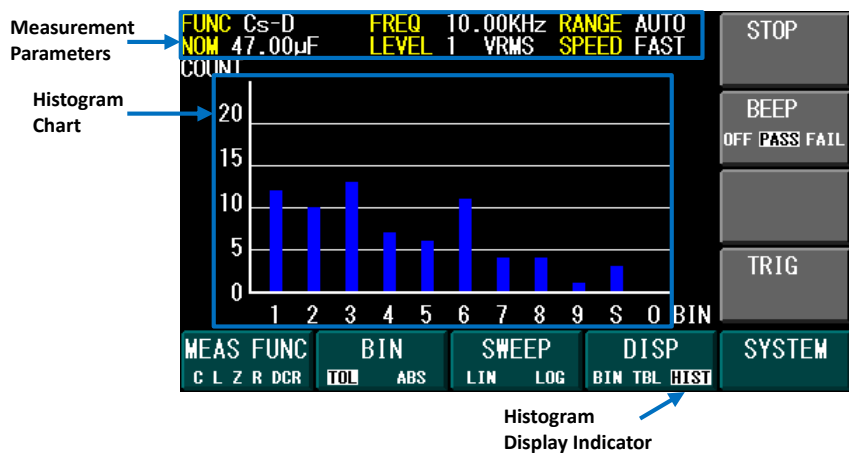 Measurement
Parameters
FUNC Cs-D FREQ 10.00KHz RANGE AUTO
NOM 47.00µF LEVEL 1 VRMS SPEED FAST
COUNT
Histogram
Chart
20
15
10
5
0
1 2 3 4 5 6 7 8 9 S O BIN
STOP
BEEP
OFF PASS FAIL
TRIG
MEAS FUNC
C L Z R DCR
BIN
TOL ABS
SWEEP
LIN LOG
DISP
BIN TBL HIST
SYSTEM
Histogram
Display Indicator